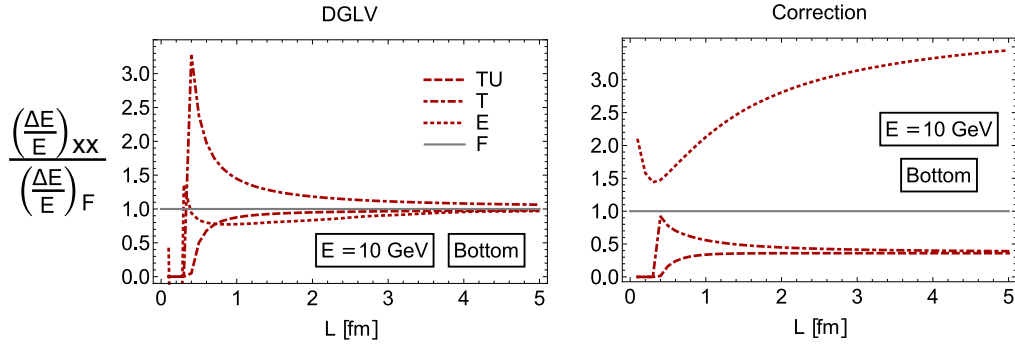 DGLV
Correction
(ΔE/E)XX
(ΔE/E)F
3.0
2.5
2.0
1.5
1.0
0.5
0.0
TU
T
E
F
E = 10 GeV
Bottom
0
1
2
3
4
5
L [fm]
3.0
2.5
2.0
1.5
1.0
0.5
0.0
E = 10 GeV
Bottom
0
1
2
3
4
5
L [fm]